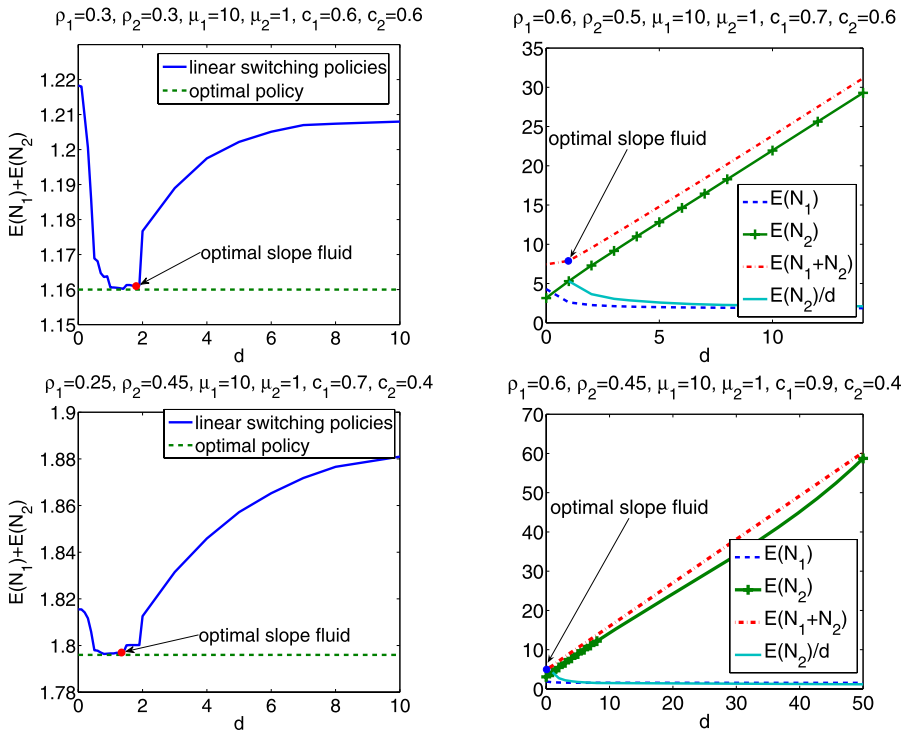 ρ₁=0.3, ρ₂=0.3, μ₁=10, μ₂=1, c₁=0.6, c₂=0.6
E(N₁)+E(N₂)
1.22
1.21
1.2
1.19
1.18
1.17
1.16
1.15
linear switching policies
optimal policy
optimal slope fluid
0 2 4 6 8 10
d
ρ₁=0.6, ρ₂=0.5, μ₁=10, μ₂=1, c₁=0.7, c₂=0.6
35
30
25
20
15
10
5
0
optimal slope fluid
E(N₁)
E(N₂)
E(N₁+N₂)
E(N₂)/d
0 5 10
d
ρ₁=0.25, ρ₂=0.45, μ₁=10, μ₂=1, c₁=0.7, c₂=0.4
E(N₁)+E(N₂)
1.9
1.88
1.86
1.84
1.82
1.8
1.78
linear switching policies
optimal policy
optimal slope fluid
0 2 4 6 8 10
d
ρ₁=0.6, ρ₂=0.45, μ₁=10, μ₂=1, c₁=0.9, c₂=0.4
70
60
50
40
30
20
10
0
optimal slope fluid
E(N₁)
E(N₂)
E(N₁+N₂)
E(N₂)/d
0 10 20 30 40 50
d